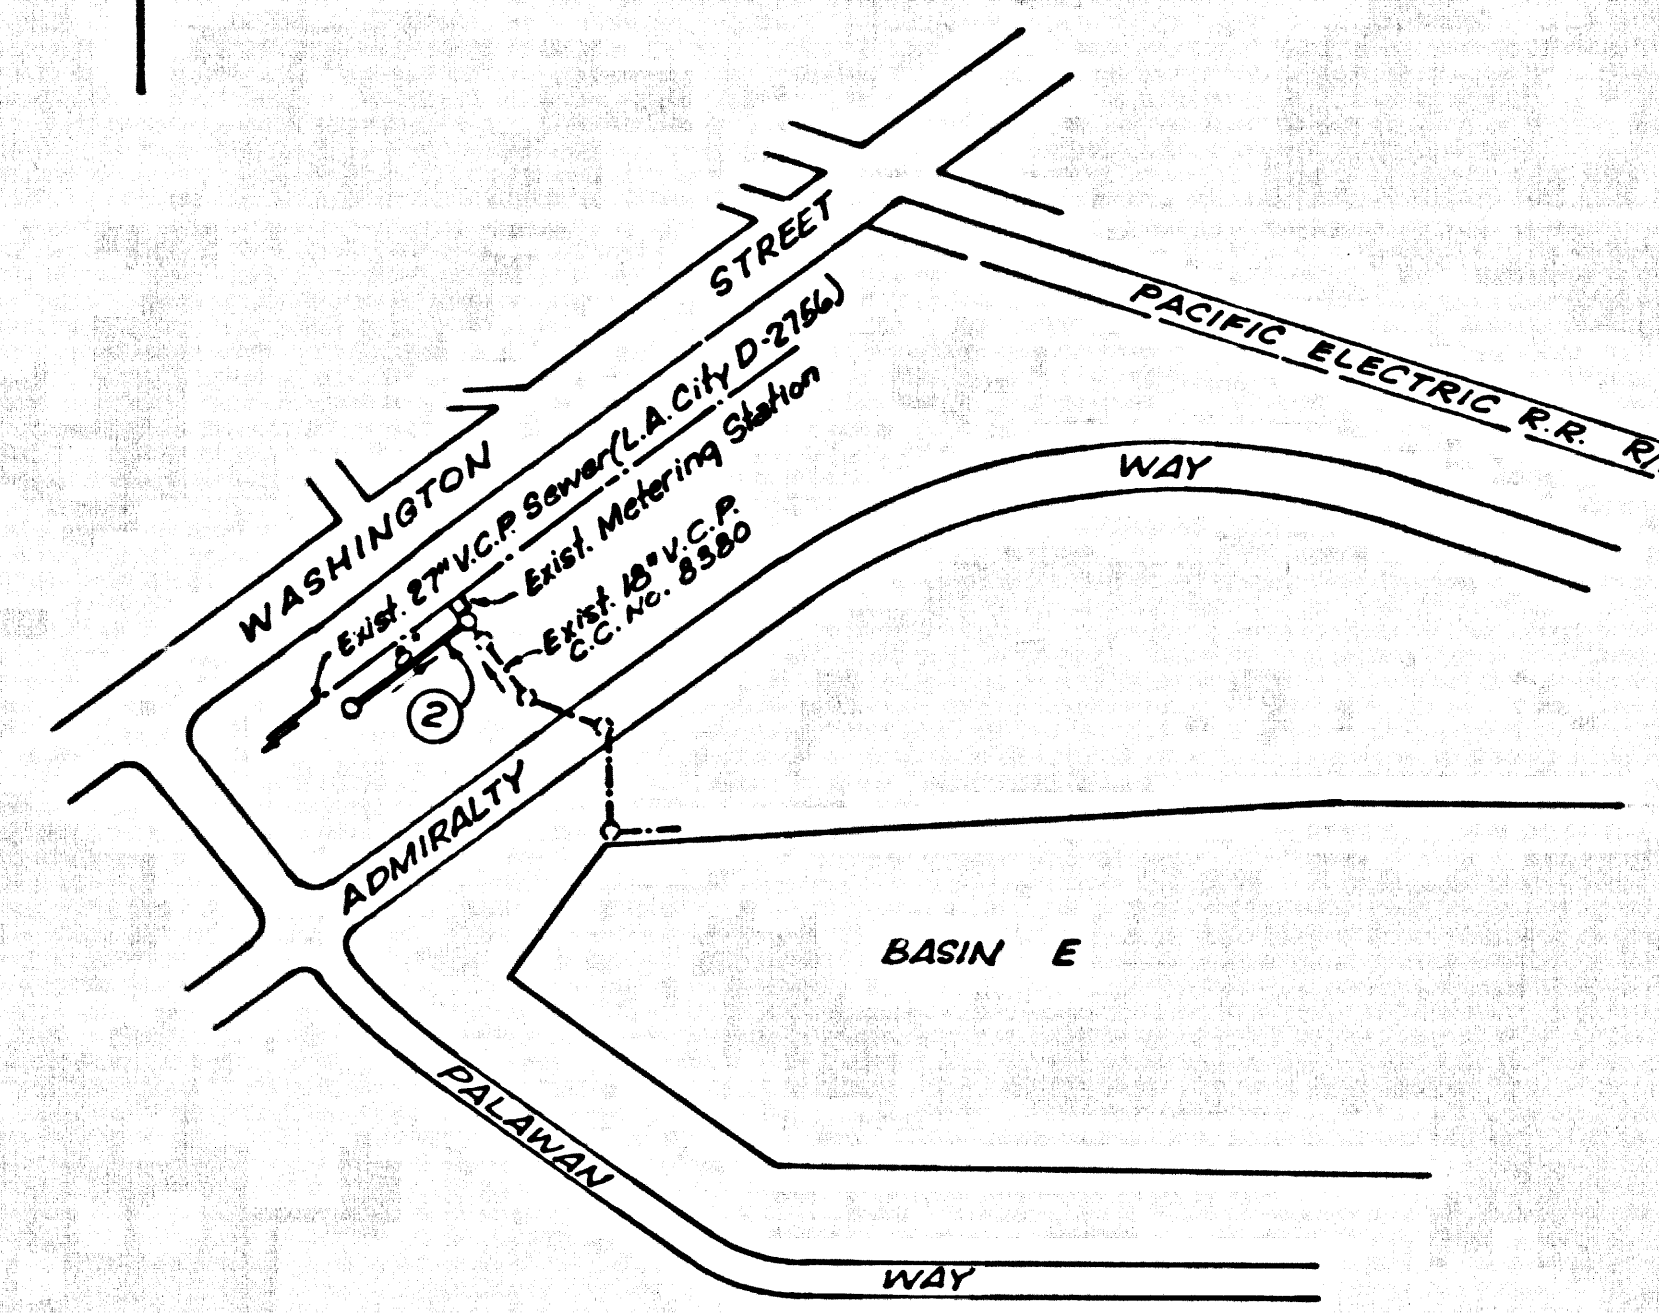 WASHINGTON STREET
PACIFIC ELECTRIC R.R. R/
Exist. 27" V.C.P. Sewer (L.A. City D-2756)
Exist. Metering Station
Exist. 18" V.C.P.
C.C. NO. 8380
8"
2
ADMIRALTY WAY
BASIN E
PALAWAN WAY